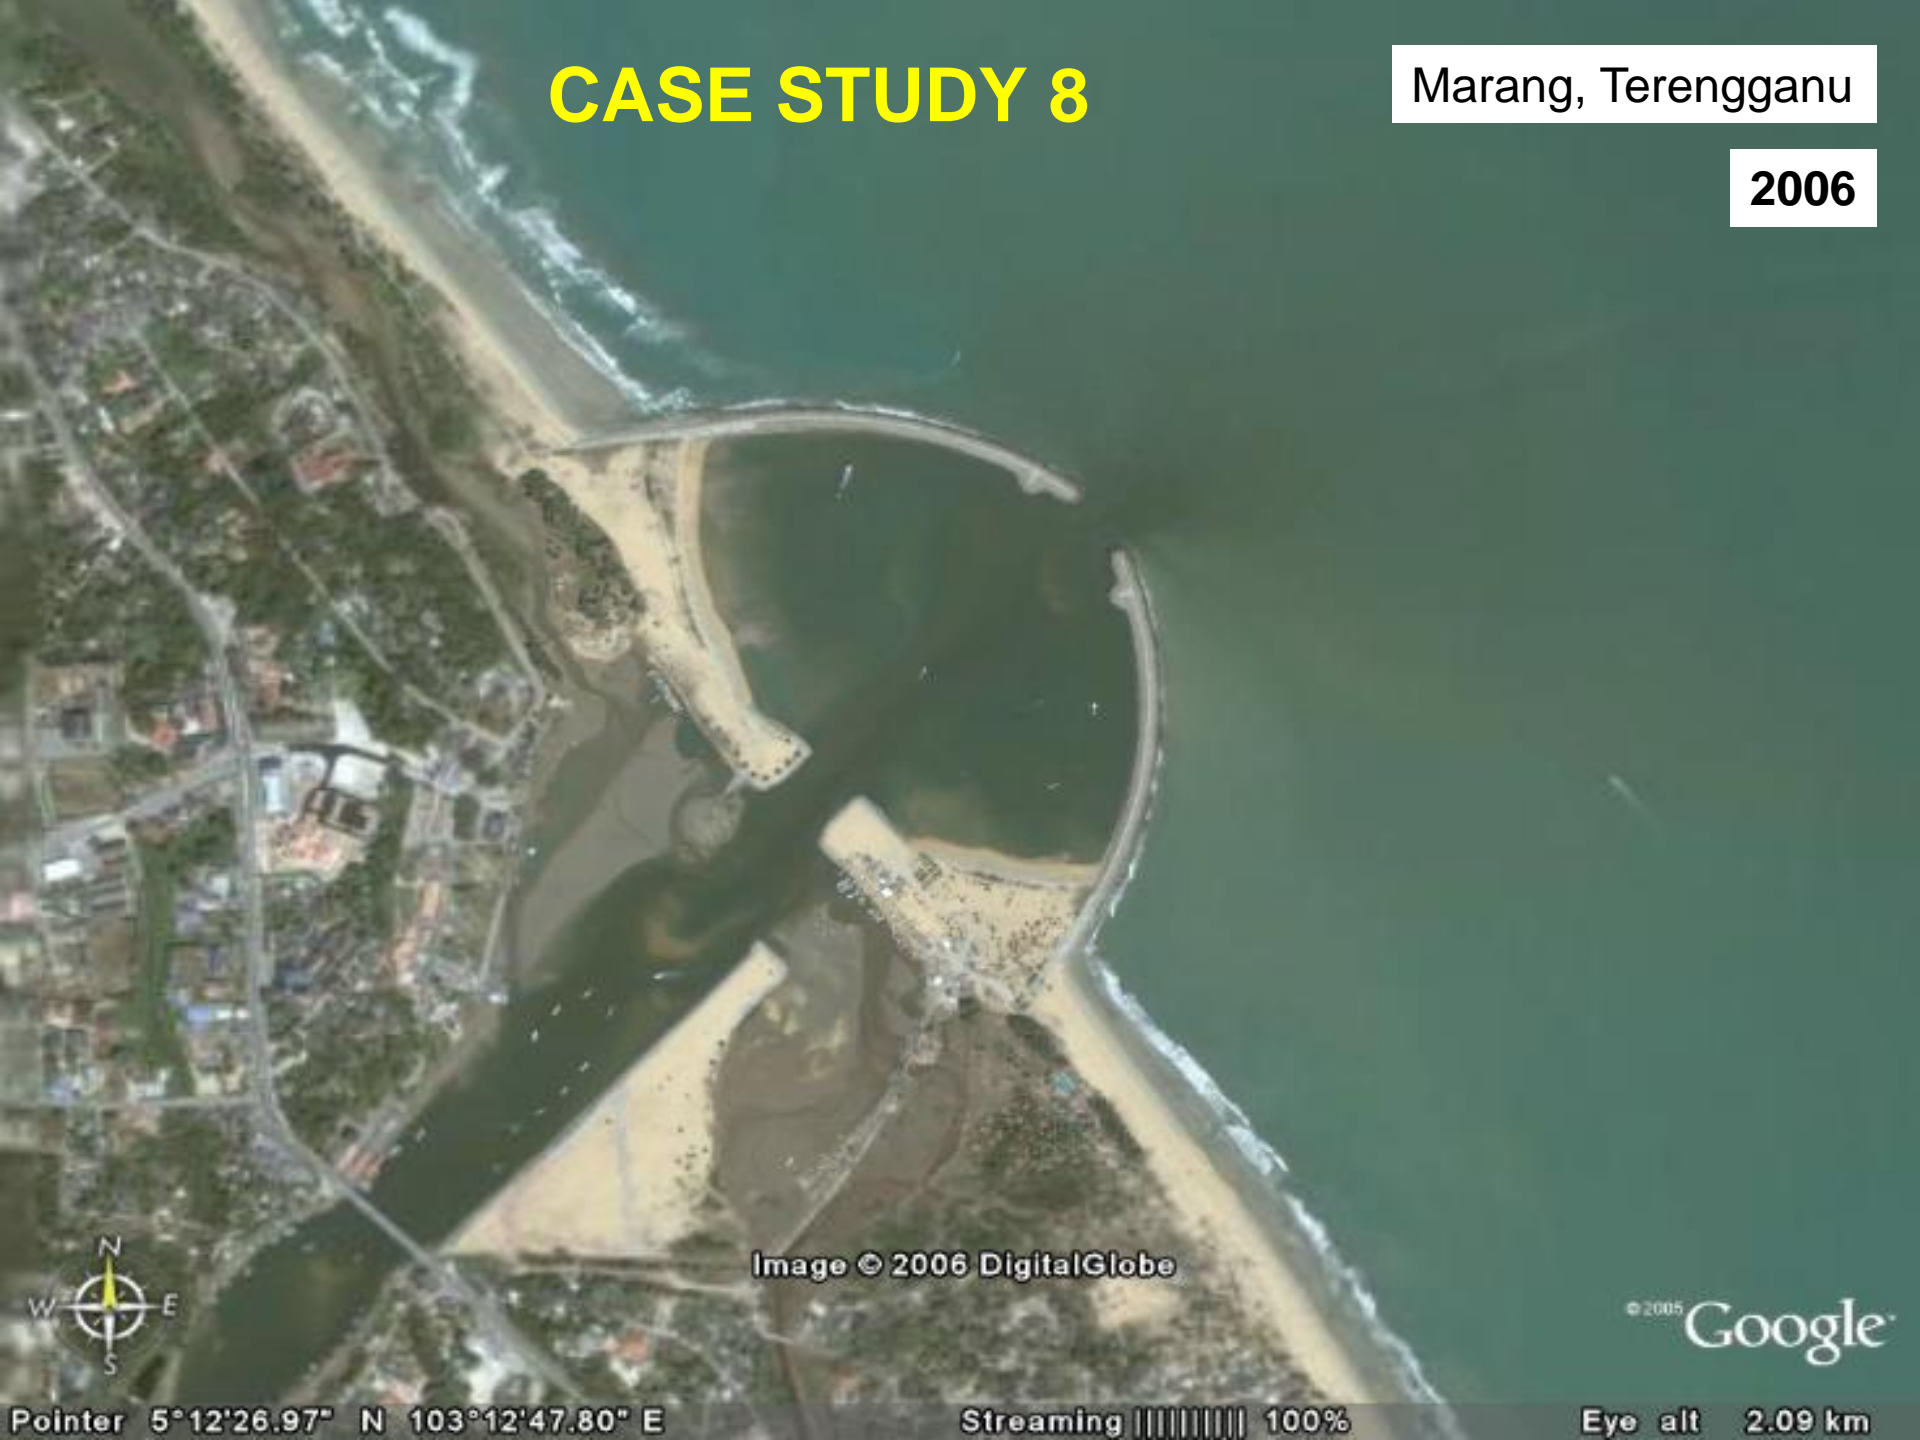 CASE STUDY 8
Marang, Terengganu
2006
N
W E
S
Image © 2006 DigitalGlobe
© 2005 Google
Pointer 5°12'26.97" N 103°12'47.80" E Streaming |||||||||| 100% Eye alt 2.09 km